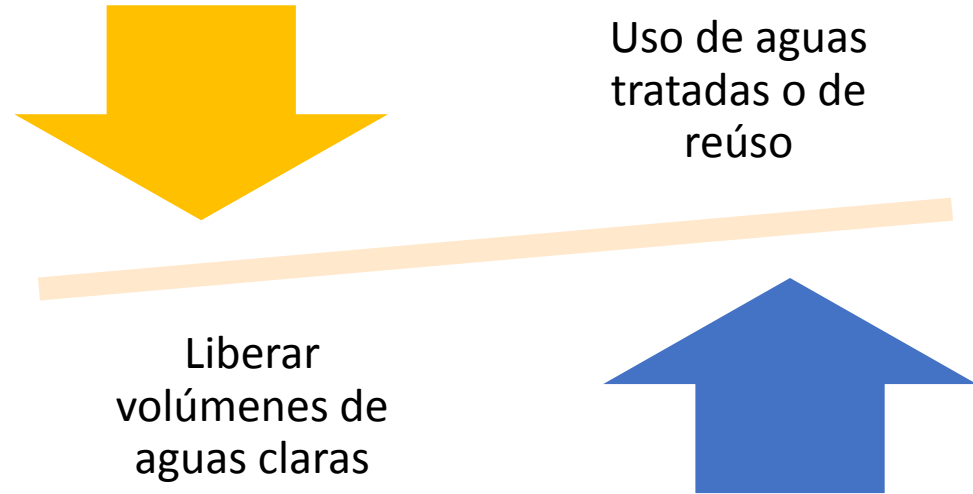 Uso de aguas
tratadas o de
reúso
Liberar
volúmenes de
aguas claras